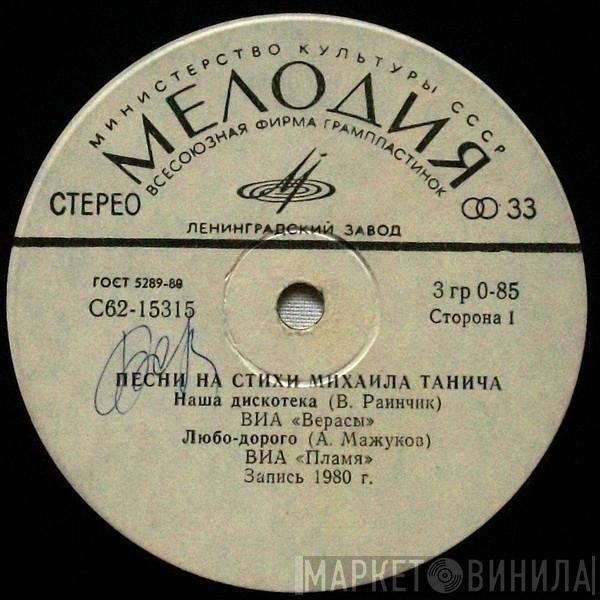 МИНИСТЕРСТВО КУЛЬТУРЫ СССР
МЕЛОДИЯ
ВСЕСОЮЗНАЯ ФИРМА ГРАМПЛАСТИНОК
СТЕРЕО
33
ЛЕНИНГРАДСКИЙ ЗАВОД
ГОСТ 5289-80
С62-15315
3 гр 0-85
Сторона I
ПЕСНИ НА СТИХИ МИХАИЛА ТАНИЧА
Наша дискотека (В. Раинчик)
ВИА «Верасы»
Любо-дорого (А. Мажуков)
ВИА «Пламя»
Запись 1980 г.
МАРКЕТ ВИНИЛА